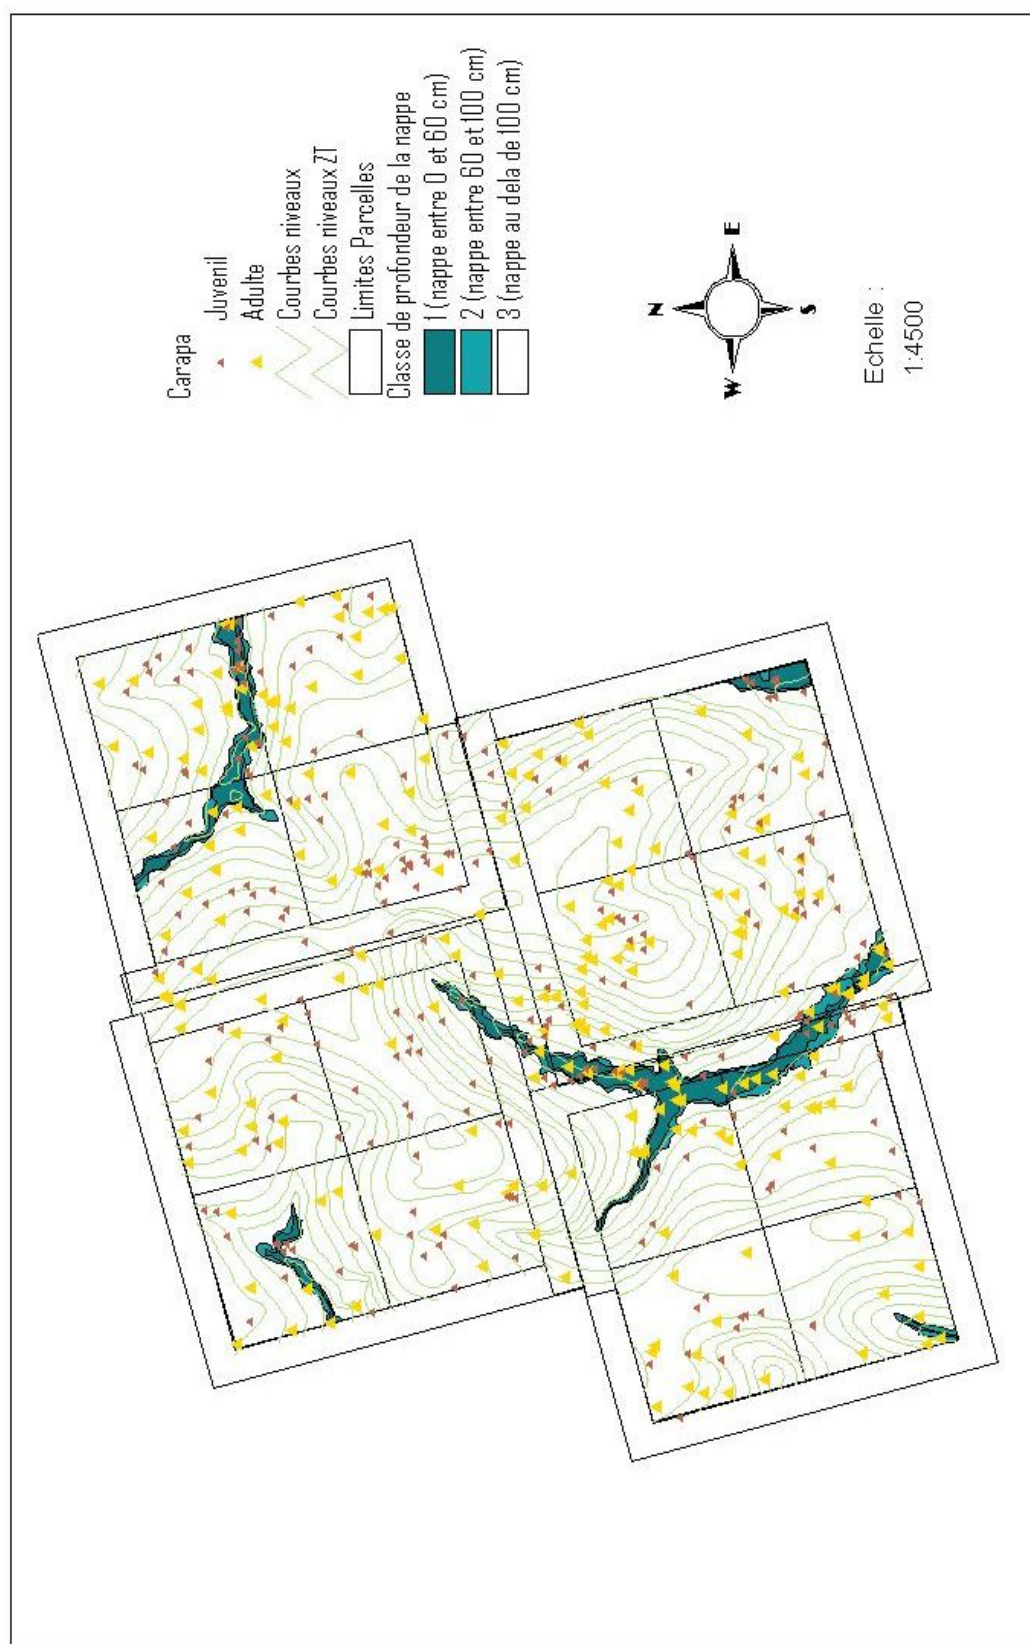 Carapa
Juvenil
Adulte
Courbes niveaux
Courbes niveaux ZT
Limites Parcelles
Classe de profondeur de la nappe
1 (nappe entre 0 et 60 cm)
2 (nappe entre 60 et 100 cm)
3 (nappe au dela de 100 cm)
N
W
E
S
Echelle :
1:4500